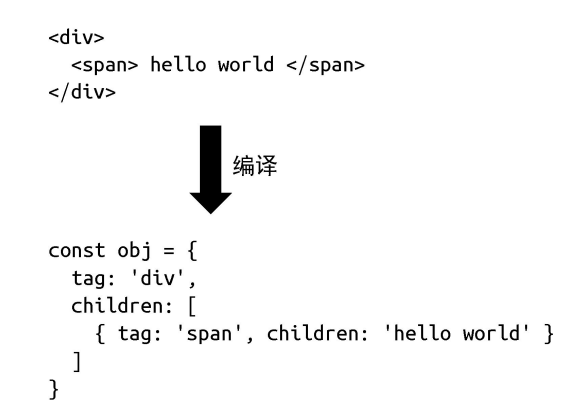 <div>
  <span> hello world </span>
</div>
编译
const obj = {
  tag: 'div',
  children: [
    { tag: 'span', children: 'hello world' }
  ]
}